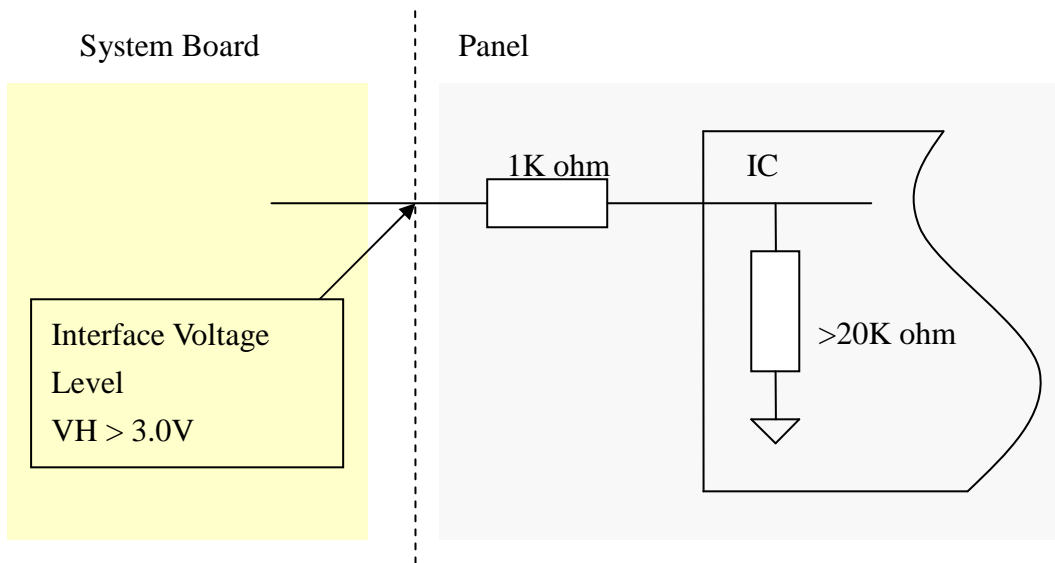 System Board
Panel
1K ohm
IC
Interface Voltage
Level
VH > 3.0V
>20K ohm